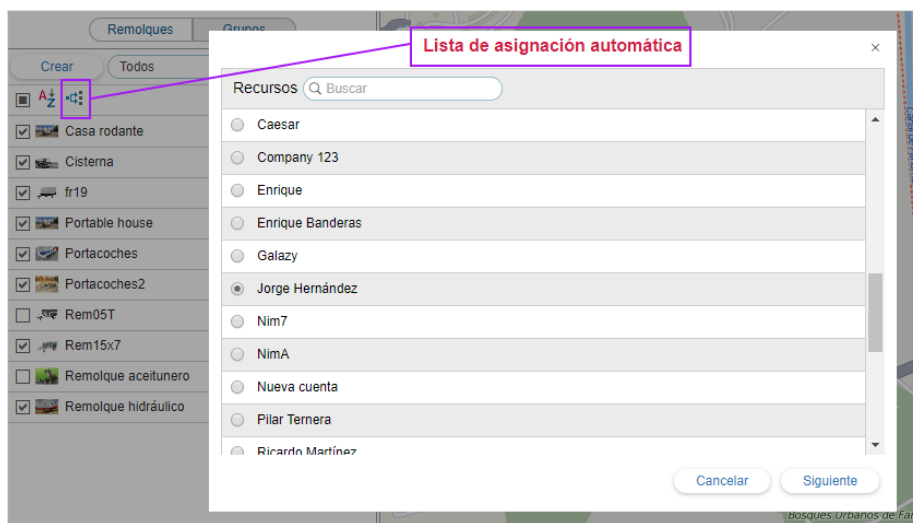 Remolques
Grupos
Lista de asignación automática
×
Crear
Todos
Recursos
Buscar
A
Z
Casa rodante
Cisterna
fr19
Portable house
Portacoches
Portacoches2
Rem05T
Rem15x7
Remolque aceitunero
Remolque hidráulico
Caesar
Company 123
Enrique
Enrique Banderas
Galazy
Jorge Hernández
Nim7
NimA
Nueva cuenta
Pilar Ternera
Ricardo Martínez
Cancelar
Siguiente
Bosques Urbanos de Far